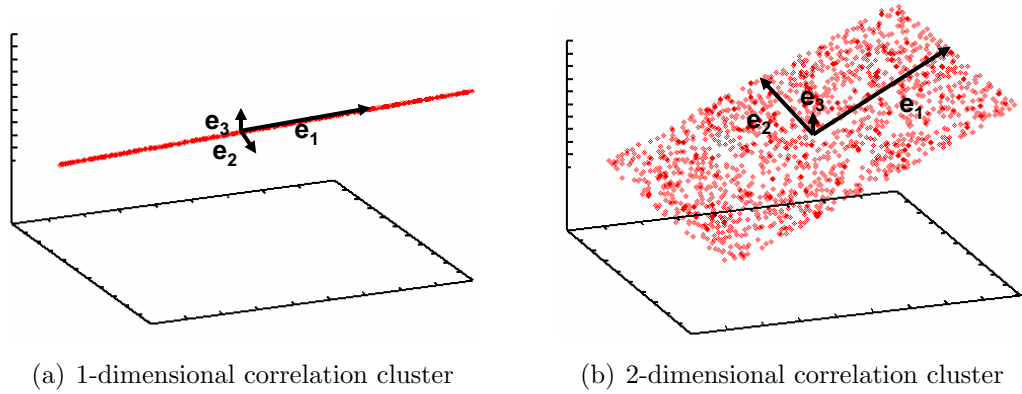 e3
e1
e2
e3
e2
e1
(a) 1-dimensional correlation cluster
(b) 2-dimensional correlation cluster